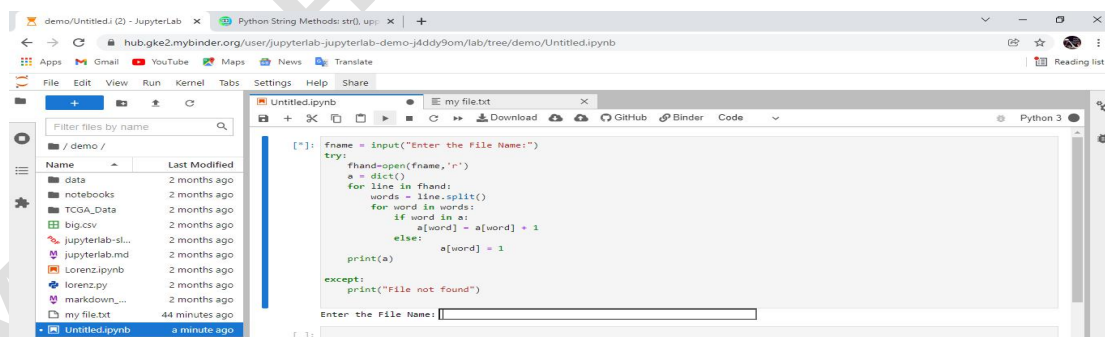 demo/Untitled.i (2) - JupyterLab
Python String Methods: str(), upp
hub.gke2.mybinder.org/user/jupyterlab-jupyterlab-demo-j4ddy9om/lab/tree/demo/Untitled.ipynb
Apps Gmail YouTube Maps News Translate Reading list
File Edit View Run Kernel Tabs Settings Help Share
Untitled.ipynb my file.txt
Download GitHub Binder Code Python 3
Filter files by name
/ demo /
Name Last Modified
data 2 months ago
notebooks 2 months ago
TCGA_Data 2 months ago
big.csv 2 months ago
jupyterlab-sl... 2 months ago
jupyterlab.md 2 months ago
Lorenz.ipynb 2 months ago
lorenz.py 2 months ago
markdown_... 2 months ago
my file.txt 44 minutes ago
Untitled.ipynb a minute ago
[*]: fname = input("Enter the File Name:")
try:
fhand=open(fname,'r')
a = dict()
for line in fhand:
words = line.split()
for word in words:
if word in a:
a[word] = a[word] + 1
else:
a[word] = 1
print(a)
except:
print("File not found")
Enter the File Name:
[ ]: